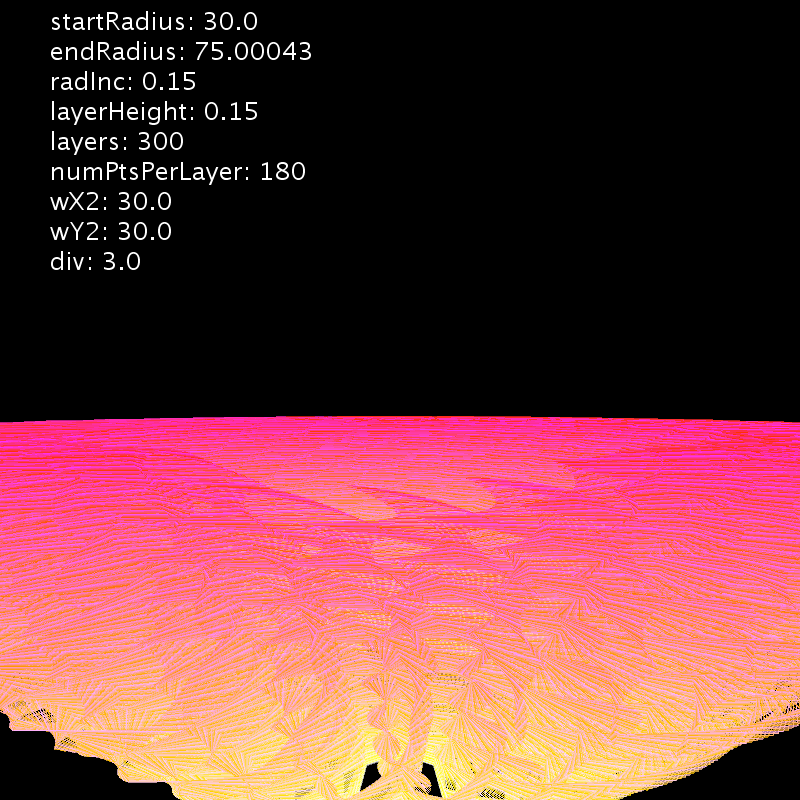 startRadius: 30.0
endRadius: 75.00043
radInc: 0.15
layerHeight: 0.15
layers: 300
numPtsPerLayer: 180
wX2: 30.0
wY2: 30.0
div: 3.0